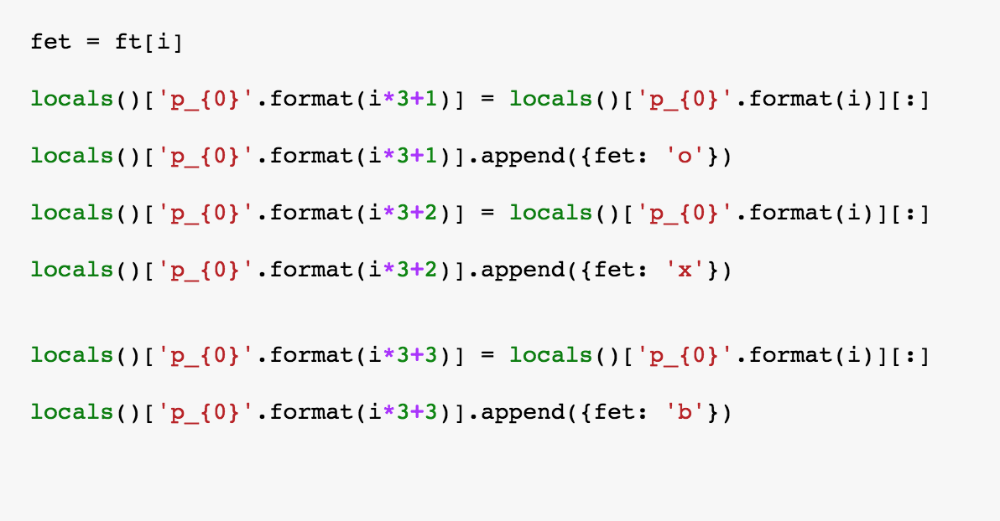 fet = ft[i]
locals()['p_{0}'.format(i*3+1)] = locals()['p_{0}'.format(i)][:]
locals()['p_{0}'.format(i*3+1)].append({fet: 'o'})
locals()['p_{0}'.format(i*3+2)] = locals()['p_{0}'.format(i)][:]
locals()['p_{0}'.format(i*3+2)].append({fet: 'x'})
locals()['p_{0}'.format(i*3+3)] = locals()['p_{0}'.format(i)][:]
locals()['p_{0}'.format(i*3+3)].append({fet: 'b'})